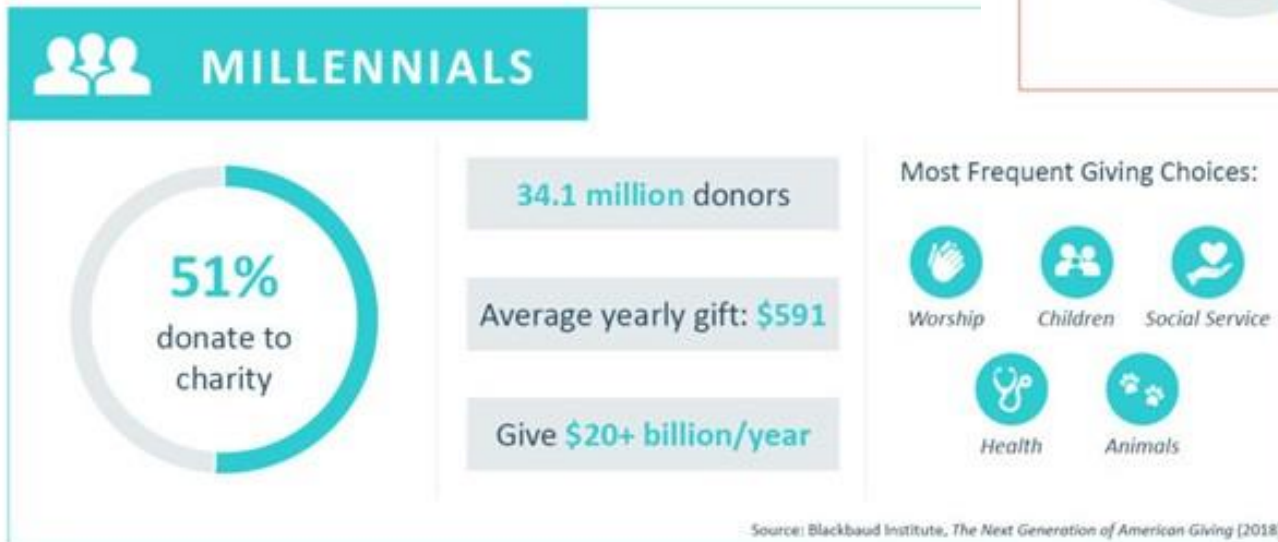 MILLENNIALS
51%
donate to
charity
34.1 million donors
Average yearly gift: $591
Give $20+ billion/year
Most Frequent Giving Choices:
Worship
Children
Social Service
Health
Animals
Source: Blackbaud Institute, The Next Generation of American Giving (2018